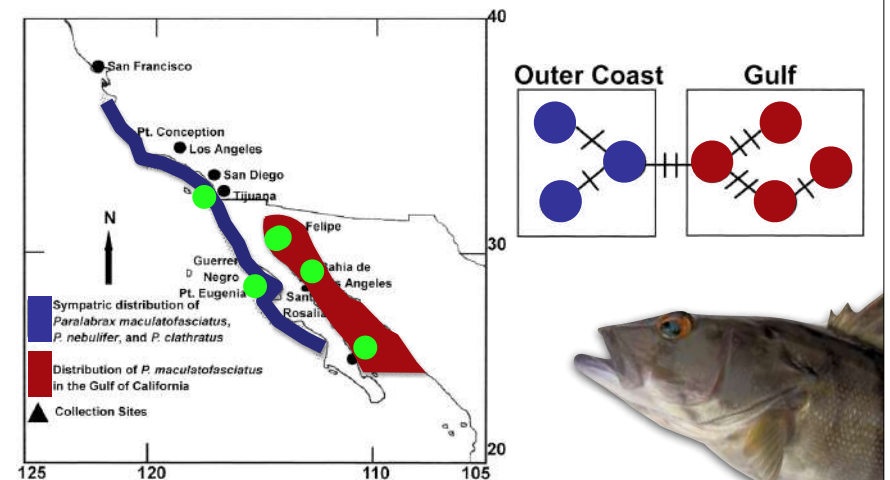 40
San Francisco
Pt. Conception
Los Angeles
San Diego
Tijuana
N
Felipe
30
Guerrer
Negro
Bahia de
s Angeles
Pt. Eugenia
Sant
Rosalia
Sympatric distribution of
Paralabrax maculatofasciatus,
P. nebulifer, and P. clathratus
Distribution of P. maculatofasciatus
in the Gulf of California
Collection Sites
20
125
120
110
105
Outer Coast
Gulf